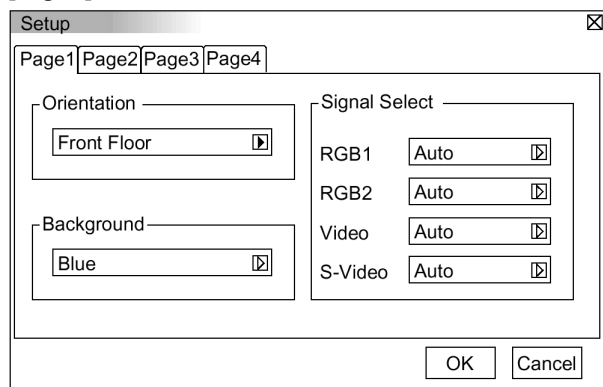 Setup
Page1 Page2 Page3 Page4
Orientation
Front Floor
Background
Blue
Signal Select
RGB1 Auto
RGB2 Auto
Video Auto
S-Video Auto
OK Cancel